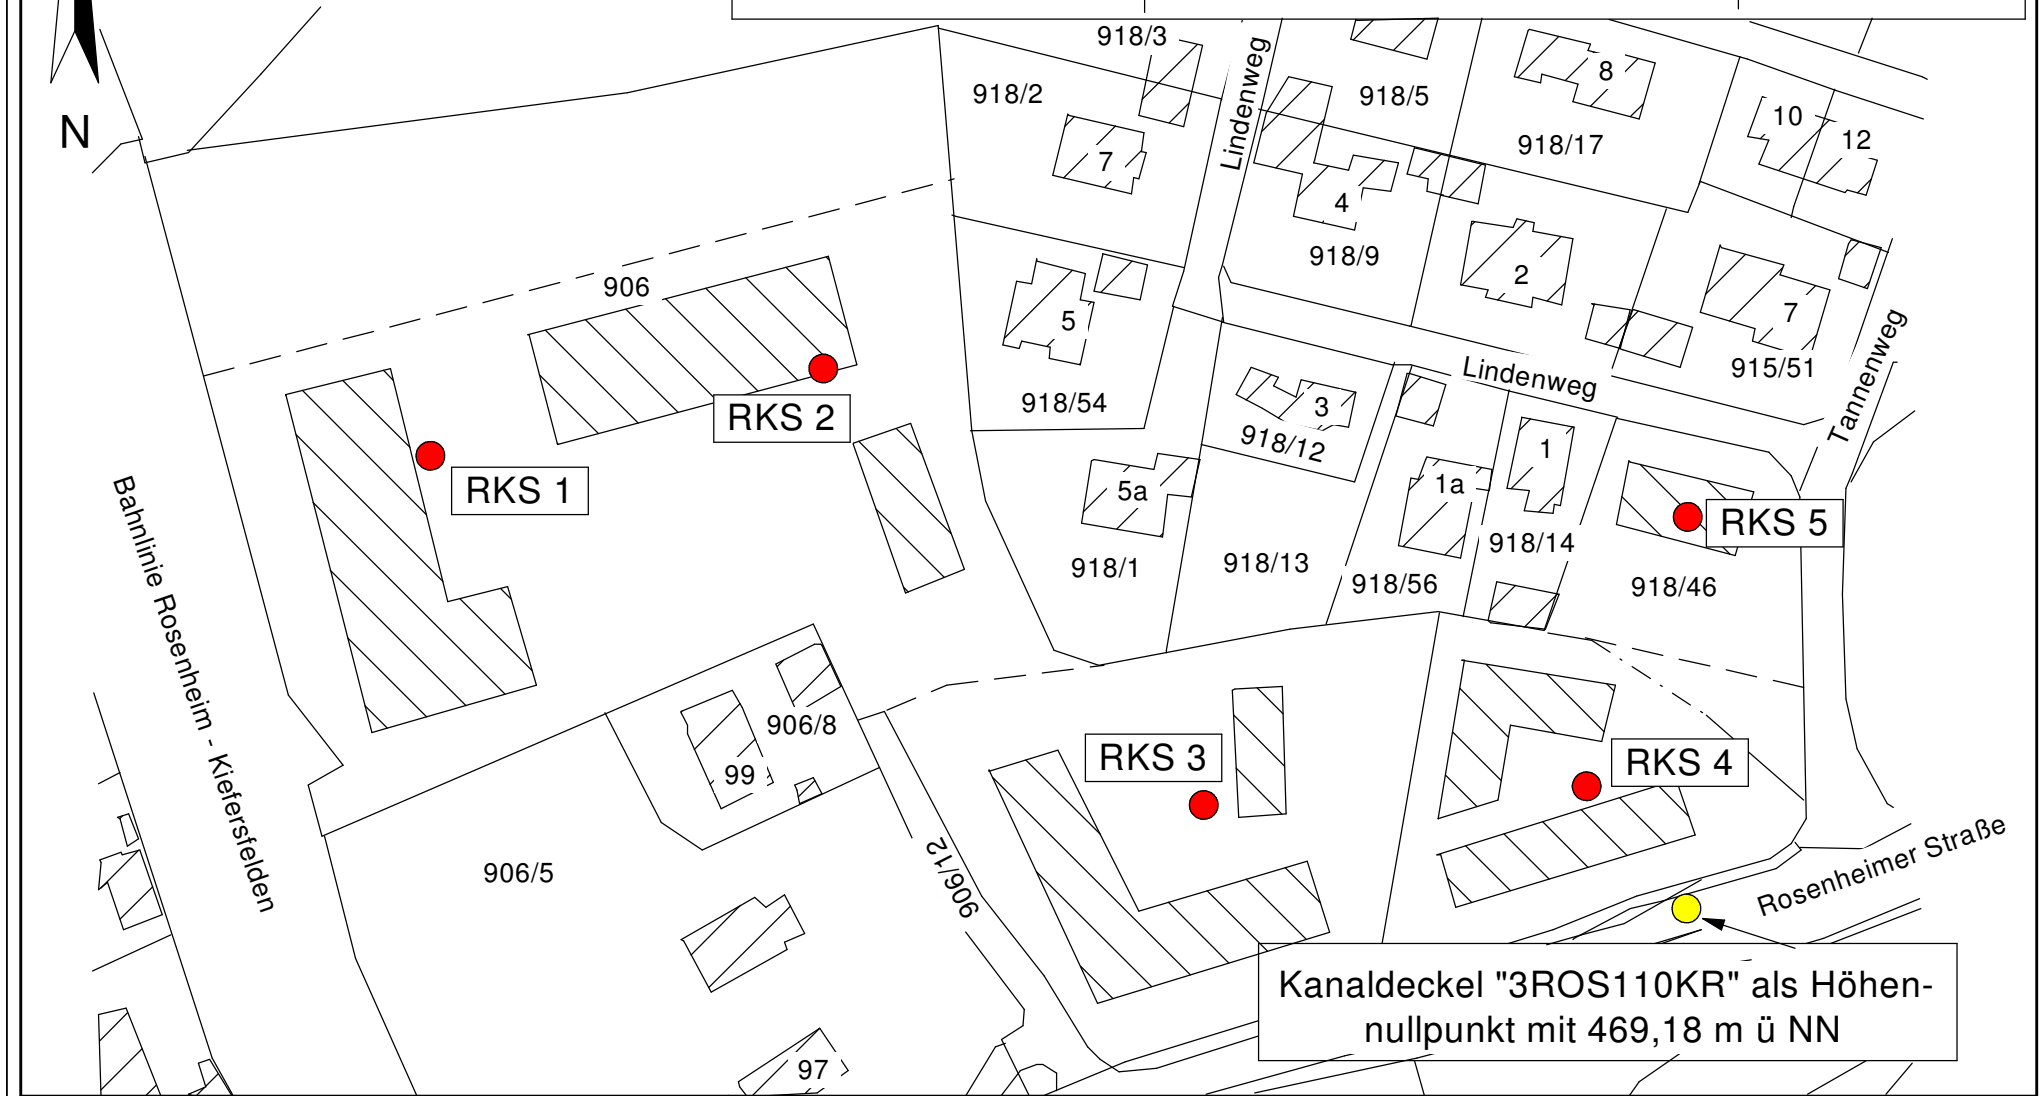 918/3
Lindenweg
8
918/2
918/5
10
N
12
918/17
7
4
918/9
2
906
5
7
Tannenweg
915/51
Lindenweg
918/54
3
RKS 2
918/12
1
RKS 1
5a
1a
RKS 5
918/14
918/1
918/13
918/56
918/46
Bahnlinie Rosenheim - Kiefersfelden
906/8
RKS 3
RKS 4
99
906/5
906/12
Rosenheimer Straße
Kanaldeckel "3ROS110KR" als Höhen-
nullpunkt mit 469,18 m ü NN
97